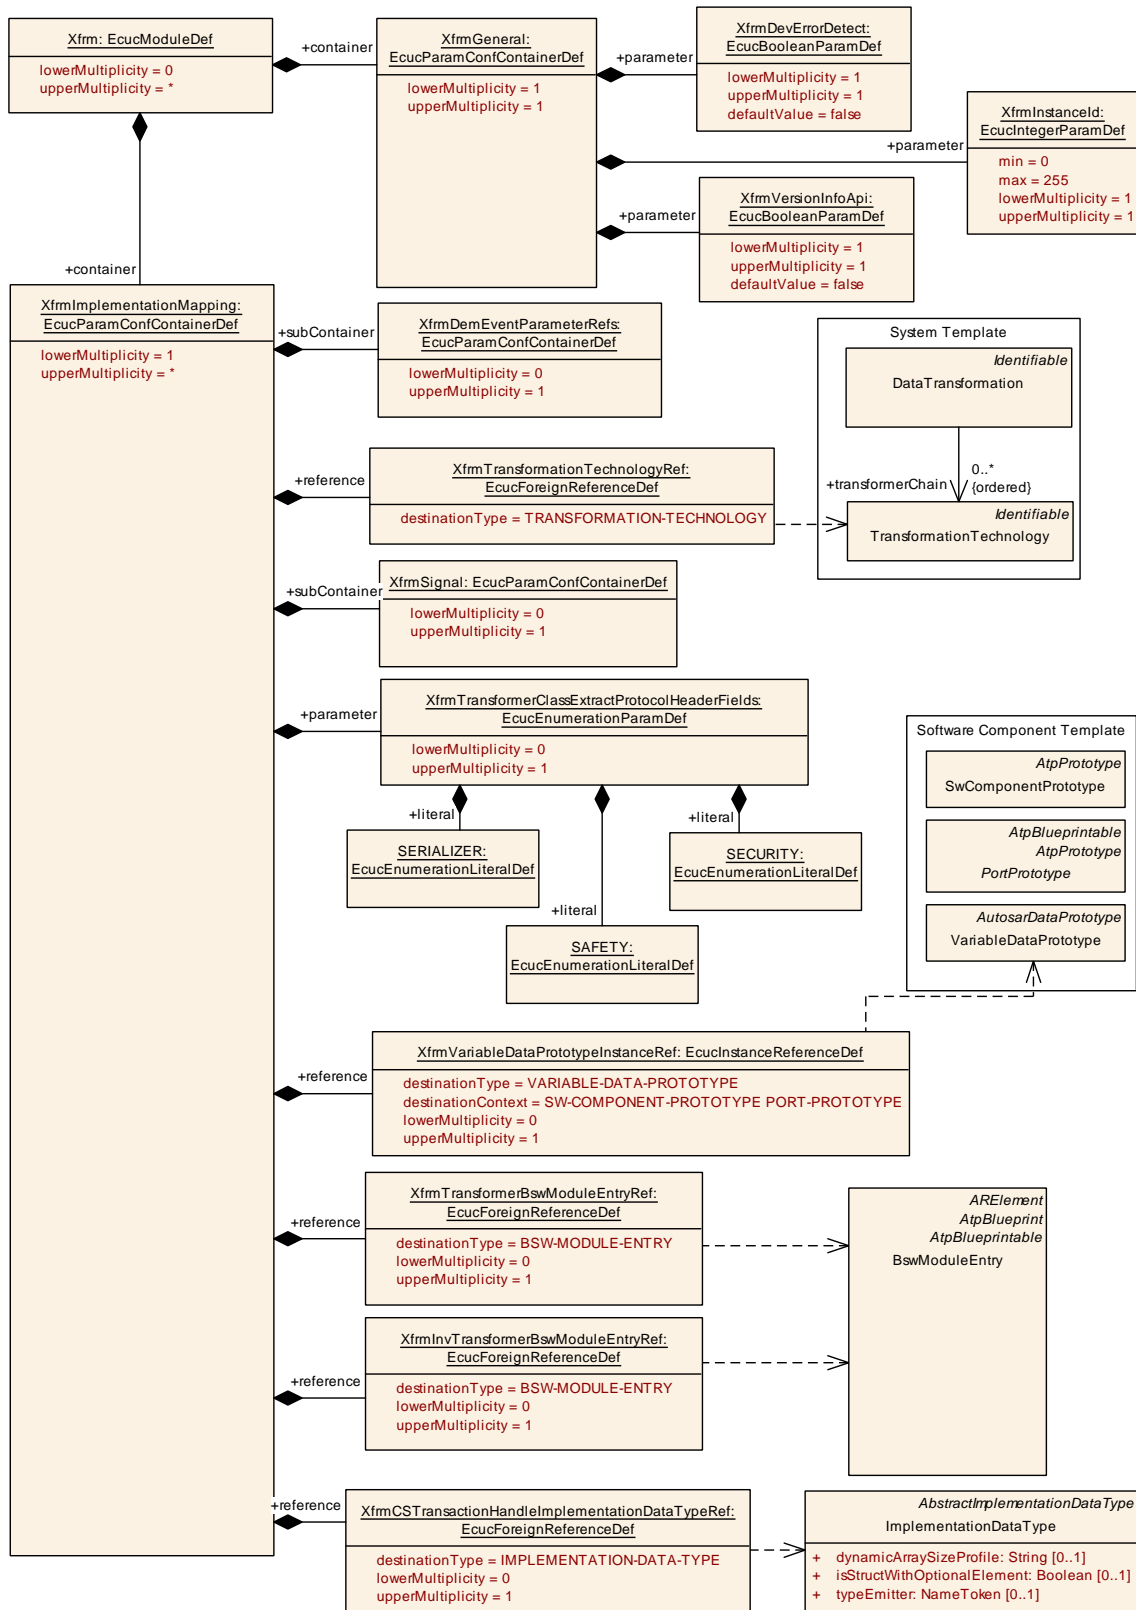 Xfrm: EcucModuleDef
lowerMultiplicity = 0
upperMultiplicity = *
+container
XfrmGeneral:
EcucParamConfContainerDef
lowerMultiplicity = 1
upperMultiplicity = 1
+parameter
XfrmDevErrorDetect:
EcucBooleanParamDef
lowerMultiplicity = 1
upperMultiplicity = 1
defaultValue = false
+parameter
XfrmInstanceId:
EcucIntegerParamDef
min = 0
max = 255
lowerMultiplicity = 1
upperMultiplicity = 1
+parameter
XfrmVersionInfoApi:
EcucBooleanParamDef
lowerMultiplicity = 1
upperMultiplicity = 1
defaultValue = false
+container
XfrmImplementationMapping:
EcucParamConfContainerDef
lowerMultiplicity = 1
upperMultiplicity = *
+subContainer
XfrmDemEventParameterRefs:
EcucParamConfContainerDef
lowerMultiplicity = 0
upperMultiplicity = 1
System Template
Identifiable
DataTransformation
0..*
+transformerChain
{ordered}
Identifiable
TransformationTechnology
+reference
XfrmTransformationTechnologyRef:
EcucForeignReferenceDef
destinationType = TRANSFORMATION-TECHNOLOGY
+subContainer
XfrmSignal: EcucParamConfContainerDef
lowerMultiplicity = 0
upperMultiplicity = 1
+parameter
XfrmTransformerClassExtractProtocolHeaderFields:
EcucEnumerationParamDef
lowerMultiplicity = 0
upperMultiplicity = 1
+literal
SERIALIZER:
EcucEnumerationLiteralDef
+literal
SAFETY:
EcucEnumerationLiteralDef
+literal
SECURITY:
EcucEnumerationLiteralDef
Software Component Template
AtpPrototype
SwComponentPrototype
AtpBlueprintable
AtpPrototype
PortPrototype
AutosarDataPrototype
VariableDataPrototype
+reference
XfrmVariableDataPrototypeInstanceRef: EcucInstanceReferenceDef
destinationType = VARIABLE-DATA-PROTOTYPE
destinationContext = SW-COMPONENT-PROTOTYPE PORT-PROTOTYPE
lowerMultiplicity = 0
upperMultiplicity = 1
+reference
XfrmTransformerBswModuleEntryRef:
EcucForeignReferenceDef
destinationType = BSW-MODULE-ENTRY
lowerMultiplicity = 0
upperMultiplicity = 1
ARElement
AtpBlueprint
AtpBlueprintable
BswModuleEntry
+reference
XfrmInvTransformerBswModuleEntryRef:
EcucForeignReferenceDef
destinationType = BSW-MODULE-ENTRY
lowerMultiplicity = 0
upperMultiplicity = 1
+reference
XfrmCSTransactionHandleImplementationDataTypeRef:
EcucForeignReferenceDef
destinationType = IMPLEMENTATION-DATA-TYPE
lowerMultiplicity = 0
upperMultiplicity = 1
AbstractImplementationDataType
ImplementationDataType
+ dynamicArraySizeProfile: String [0..1]
+ isStructWithOptionalElement: Boolean [0..1]
+ typeEmitter: NameToken [0..1]